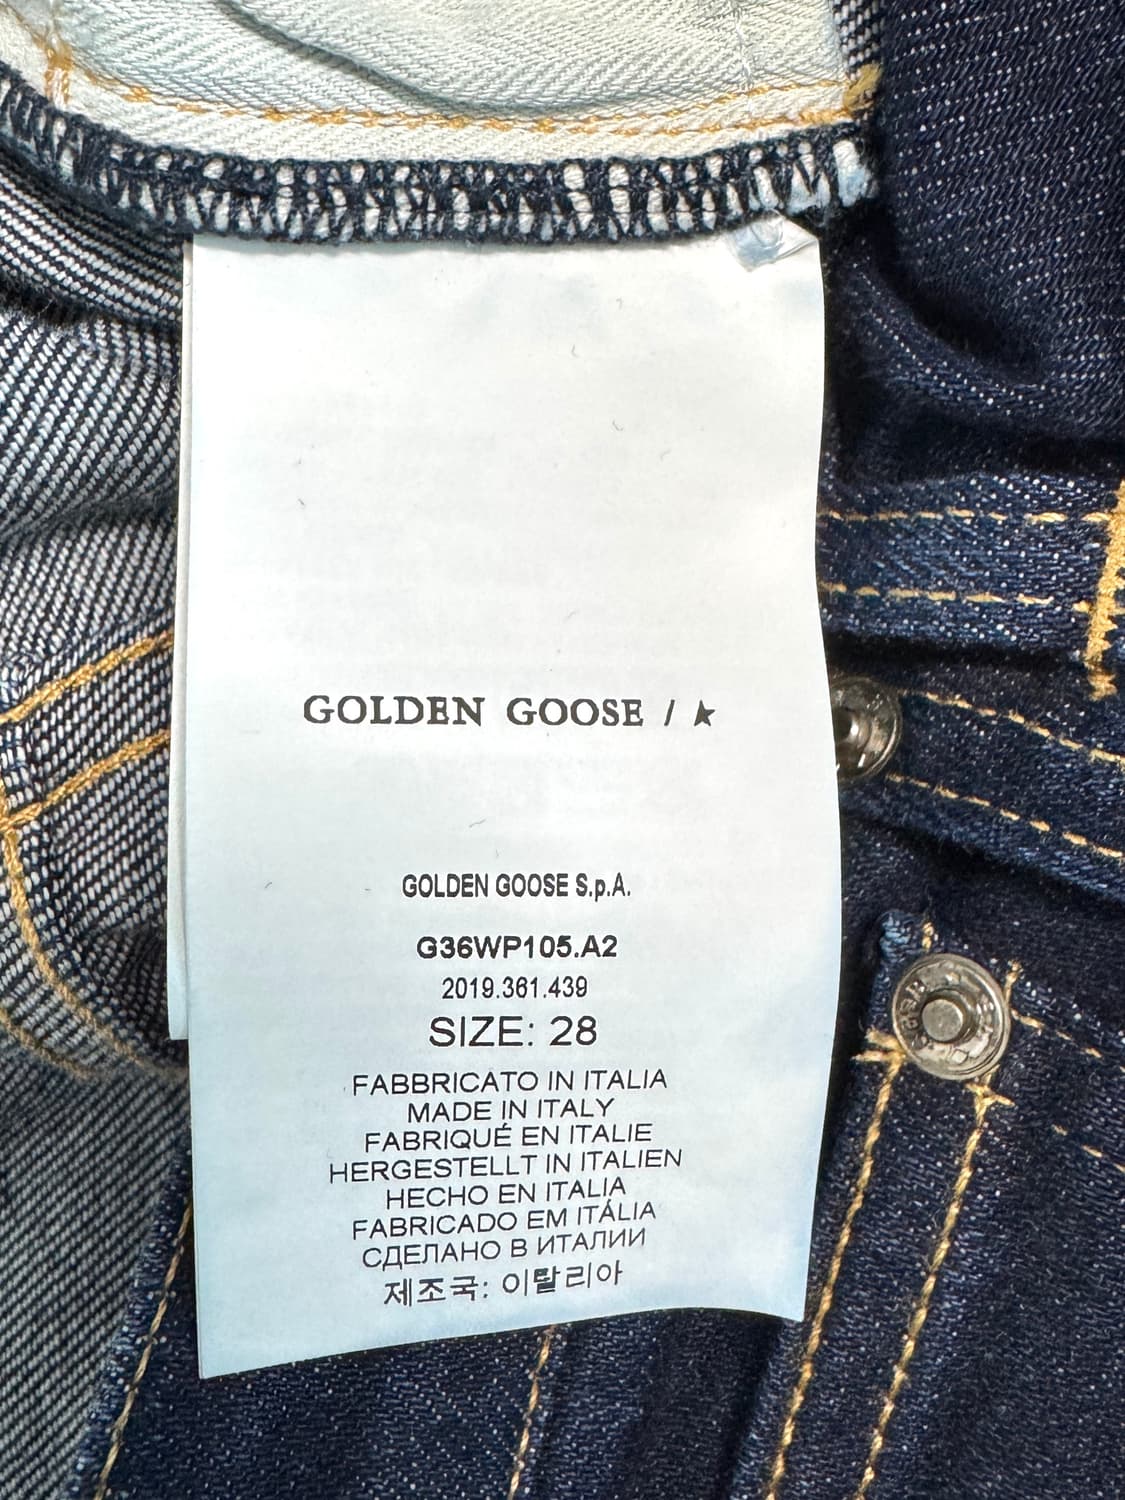 GOLDEN GOOSE / ★
GOLDEN GOOSE S.p.A.
G36WP105.A2
2019.361.439
SIZE: 28
FABBRICATO IN ITALIA
MADE IN ITALY
FABRIQUÉ EN ITALIE
HERGESTELLT IN ITALIEN
HECHO EN ITALIA
FABRICADO EM ITÁLIA
СДЕЛАНО В ИТАЛИИ
제조국: 이탈리아